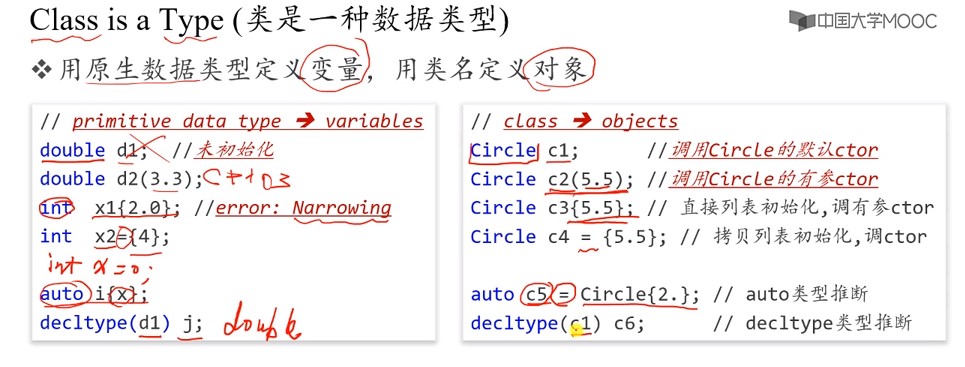 Class is a Type (类是一种数据类型)
中国大学MOOC
❖ 用原生数据类型定义变量，用类名定义对象
// primitive data type ➔ variables
double d1; //未初始化
double d2(3.3); C++03
int x1{2.0}; //error: Narrowing
int x2={4};
int x=0;
auto i{x};
decltype(d1) j; double
// class ➔ objects
Circle c1; //调用Circle的默认ctor
Circle c2(5.5); //调用Circle的有参ctor
Circle c3{5.5}; // 直接列表初始化,调有参ctor
Circle c4 = {5.5}; // 拷贝列表初始化,调ctor
auto c5 = Circle{2.}; // auto类型推断
decltype(c1) c6; // decltype类型推断